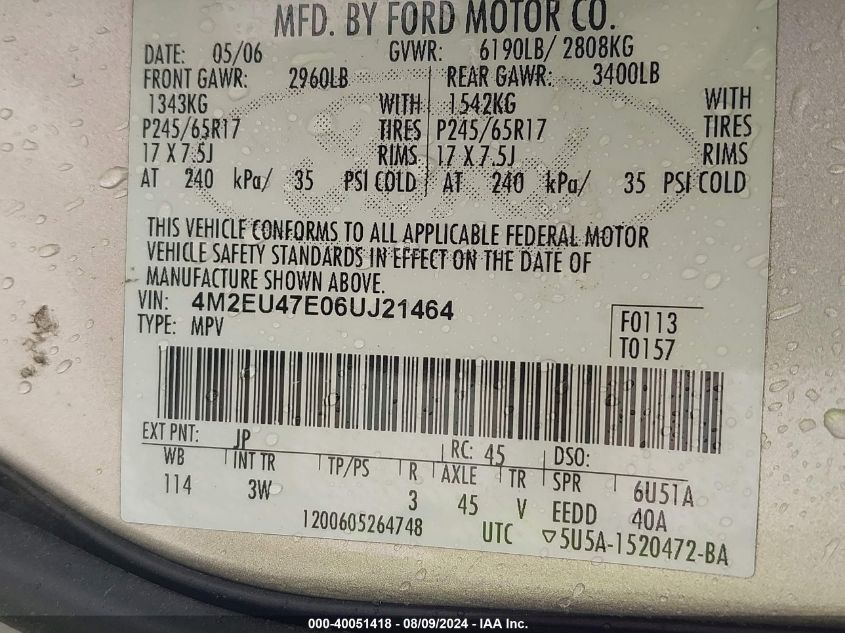 MFD. BY FORD MOTOR CO.
DATE: 05/06 GVWR: 6190LB/ 2808KG
FRONT GAWR: 2960LB REAR GAWR: 3400LB
1343KG WITH 1542KG WITH
P245/65R17 TIRES P245/65R17 TIRES
17 X 7.5J RIMS 17 X 7.5J RIMS
AT 240 kPa/ 35 PSI COLD AT 240 kPa/ 35 PSI COLD
THIS VEHICLE CONFORMS TO ALL APPLICABLE FEDERAL MOTOR
VEHICLE SAFETY STANDARDS IN EFFECT ON THE DATE OF
MANUFACTURE SHOWN ABOVE.
VIN: 4M2EU47E06UJ21464
TYPE: MPV
F0113
T0157
EXT PNT: JP RC: 45 DSO:
WB INT TR TP/PS R AXLE TR SPR 6U51A
114 3W 3 45 V EEDD 40A
1200605264748 UTC ▽5U5A-1520472-BA
000-40051418 - 08/09/2024 - IAA Inc.